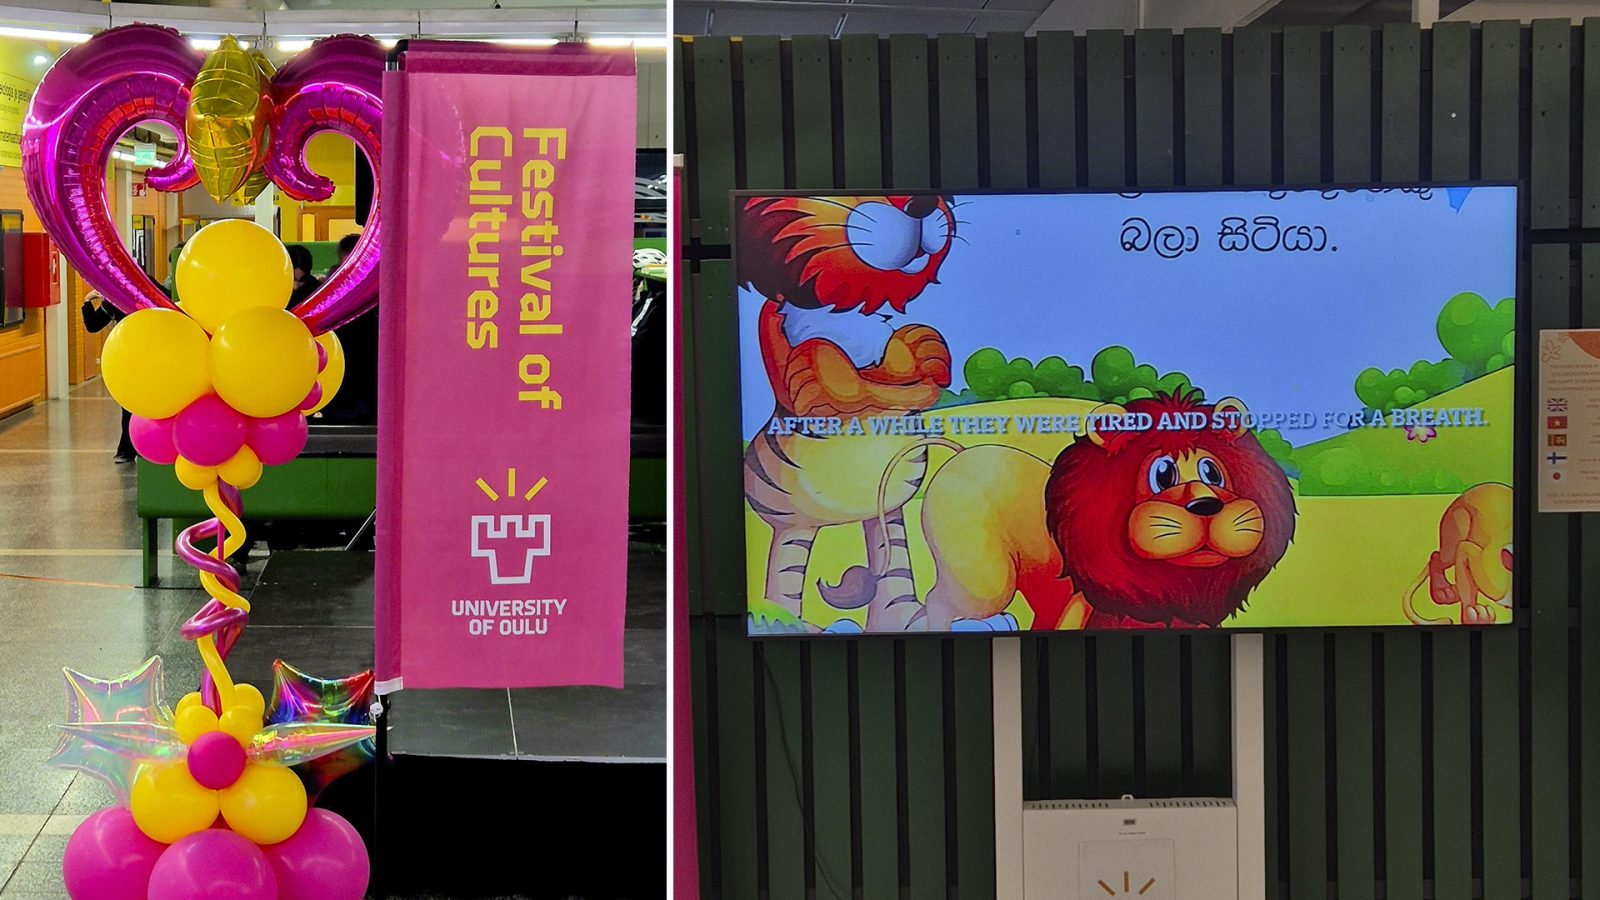 Festival of
Cultures
UNIVERSITY
OF OULU
බලා සිටියා.
AFTER A WHILE THEY WERE TIRED AND STOPPED FOR A BREATH.